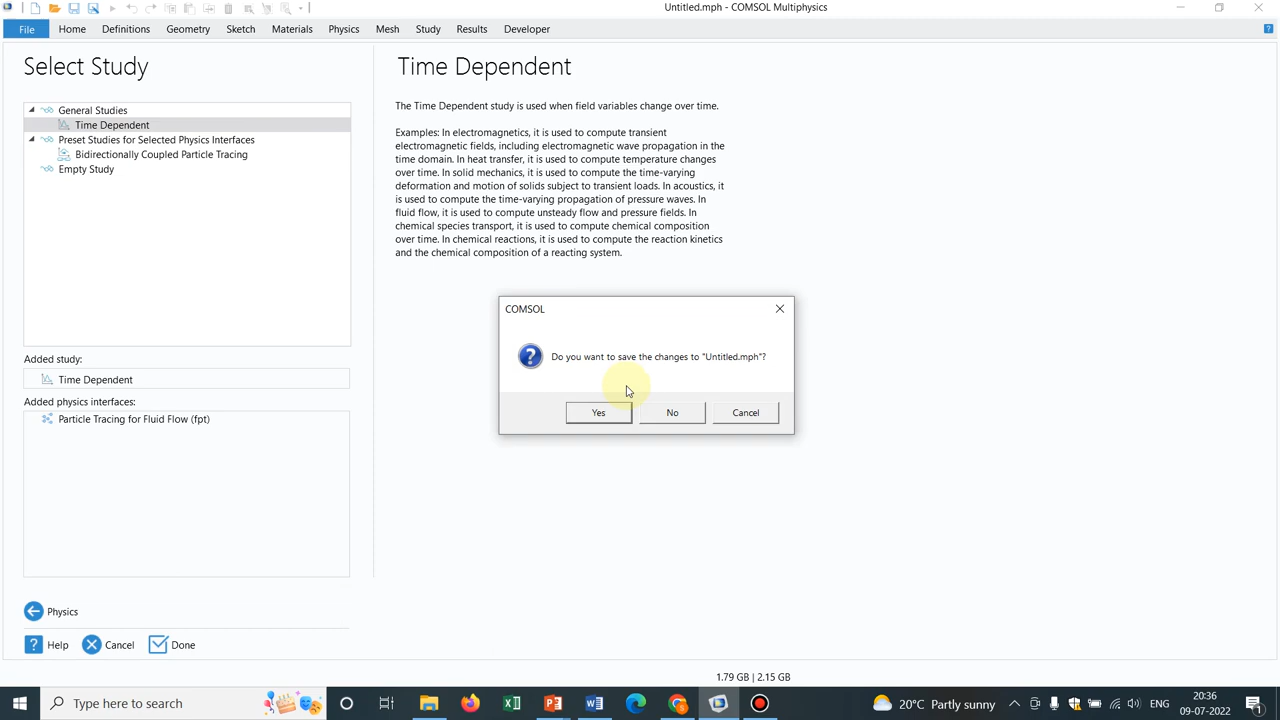 Untitled.mph - COMSOL Multiphysics
File Home Definitions Geometry Sketch Materials Physics Mesh Study Results Developer
Select Study
General Studies
Time Dependent
Preset Studies for Selected Physics Interfaces
Bidirectionally Coupled Particle Tracing
Empty Study
Added study:
Time Dependent
Added physics interfaces:
Particle Tracing for Fluid Flow (fpt)
Physics
Help Cancel Done
Time Dependent
The Time Dependent study is used when field variables change over time.
Examples: In electromagnetics, it is used to compute transient
electromagnetic fields, including electromagnetic wave propagation in the
time domain. In heat transfer, it is used to compute temperature changes
over time. In solid mechanics, it is used to compute the time-varying
deformation and motion of solids subject to transient loads. In acoustics, it
is used to compute the time-varying propagation of pressure waves. In
fluid flow, it is used to compute unsteady flow and pressure fields. In
chemical species transport, it is used to compute chemical composition
over time. In chemical reactions, it is used to compute the reaction kinetics
and the chemical composition of a reacting system.
COMSOL
Do you want to save the changes to "Untitled.mph"?
Yes No Cancel
1.79 GB | 2.15 GB
Type here to search
20°C Partly sunny
ENG
20:36
09-07-2022